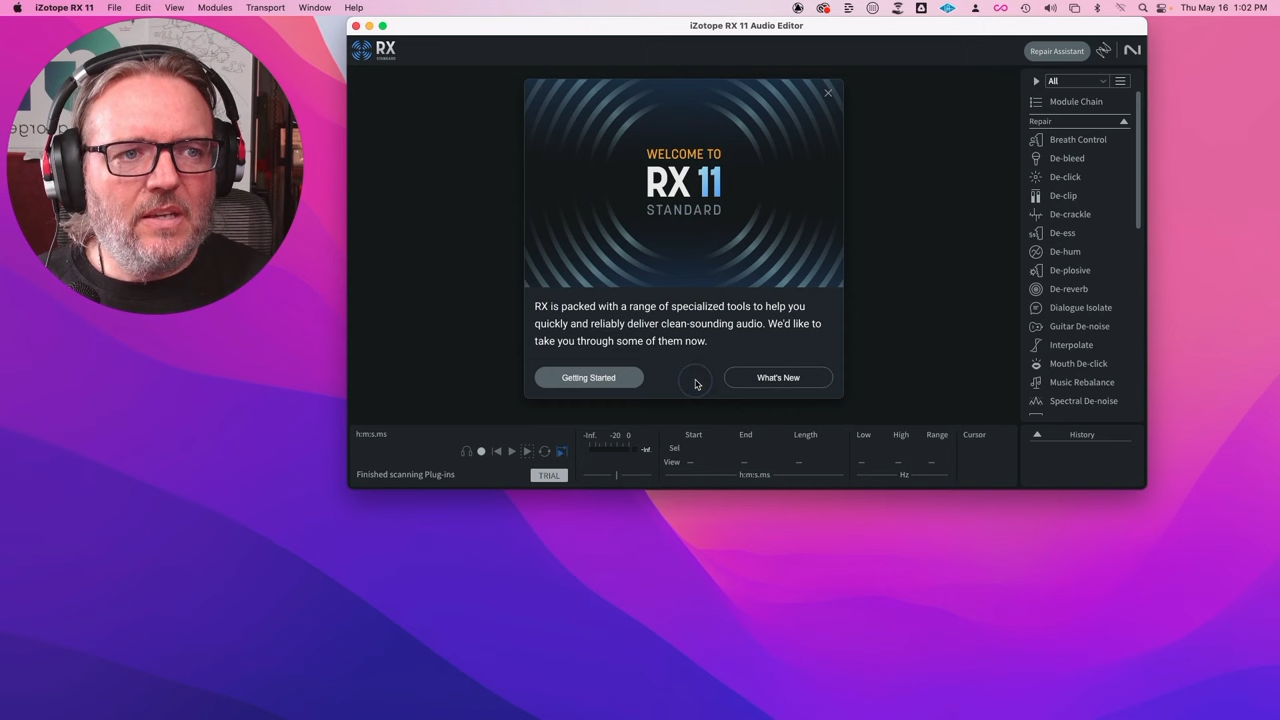 iZotope RX 11
File
Edit
View
Modules
Transport
Window
Help
Thu May 16 1:02 PM
iZotope RX 11 Audio Editor
RX
STANDARD
Repair Assistant
WELCOME TO
RX 11
STANDARD
RX is packed with a range of specialized tools to help you
quickly and reliably deliver clean-sounding audio. We'd like to
take you through some of them now.
Getting Started
What's New
All
Module Chain
Repair
Breath Control
De-bleed
De-click
De-clip
De-crackle
De-ess
De-hum
De-plosive
De-reverb
Dialogue Isolate
Guitar De-noise
Interpolate
Mouth De-click
Music Rebalance
Spectral De-noise
h:m:s.ms
Finished scanning Plug-ins
TRIAL
-Inf. -20 0
-Inf.
Start End Length
Sel
View – – –
h:m:s.ms
Low High Range
– – –
Hz
Cursor
History